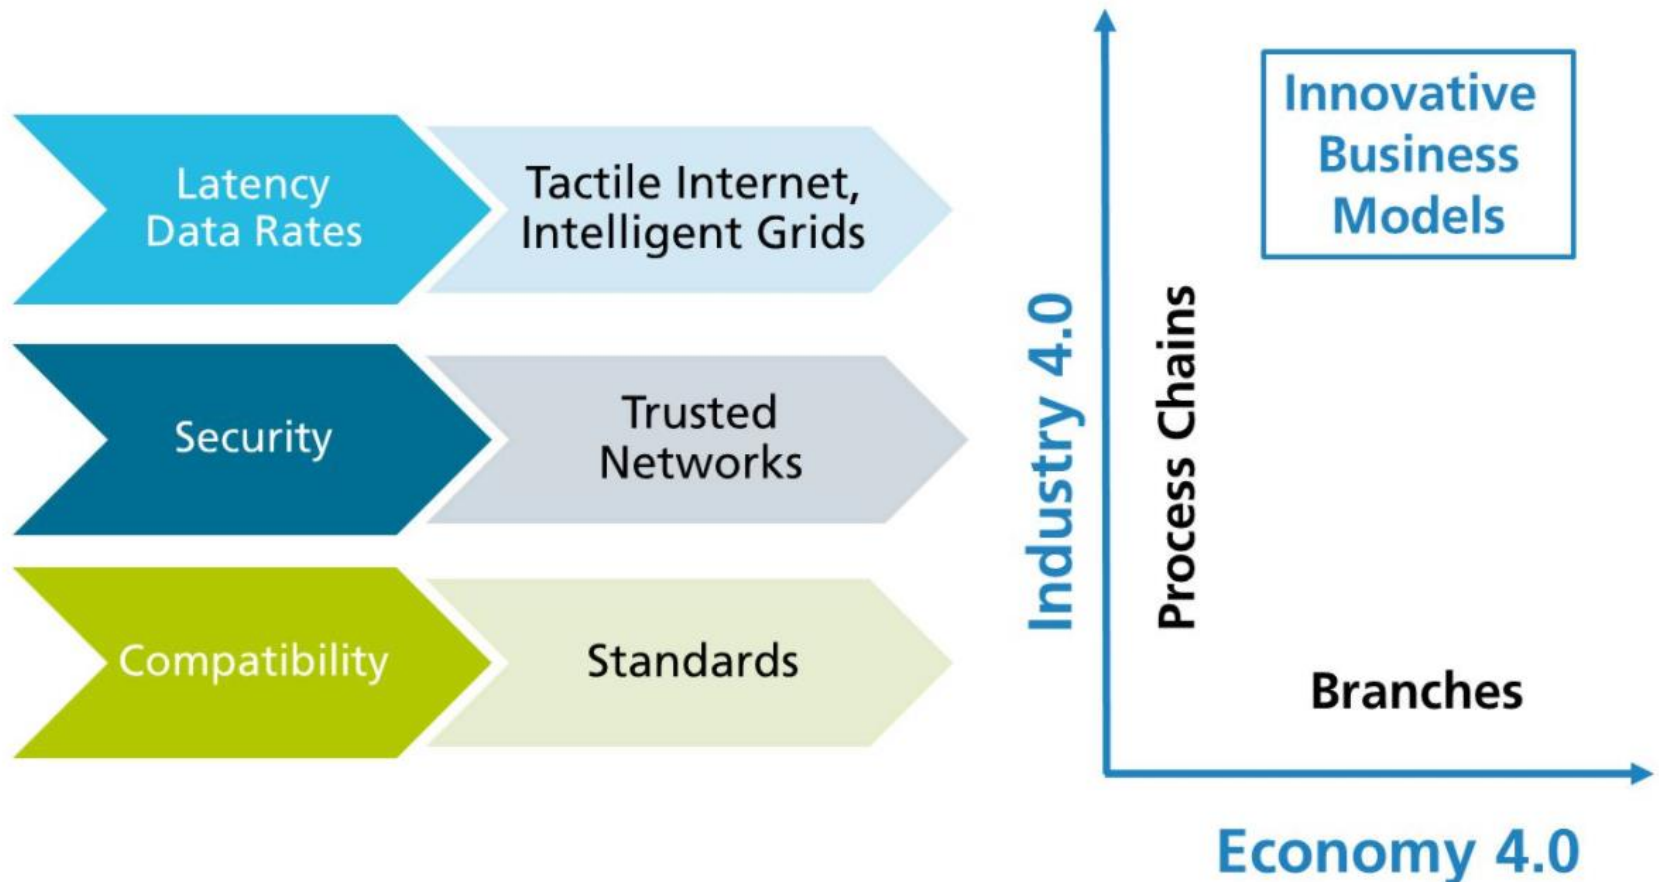 Latency
Data Rates
Tactile Internet,
Intelligent Grids
Security
Trusted
Networks
Compatibility
Standards
Industry 4.0
Process Chains
Innovative
Business
Models
Branches
Economy 4.0